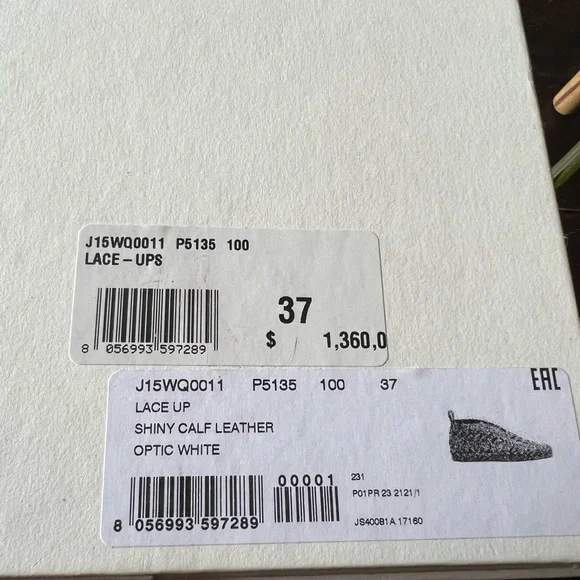 J15WQ0011 P5135 100
LACE-UPS
37
$ 1,360,0
8 056993 597289
J15WQ0011 P5135 100 37
EAC
LACE UP
SHINY CALF LEATHER
OPTIC WHITE
00001
231
P01PR 23 2121/1
8 056993 597289
JS40081A 17160